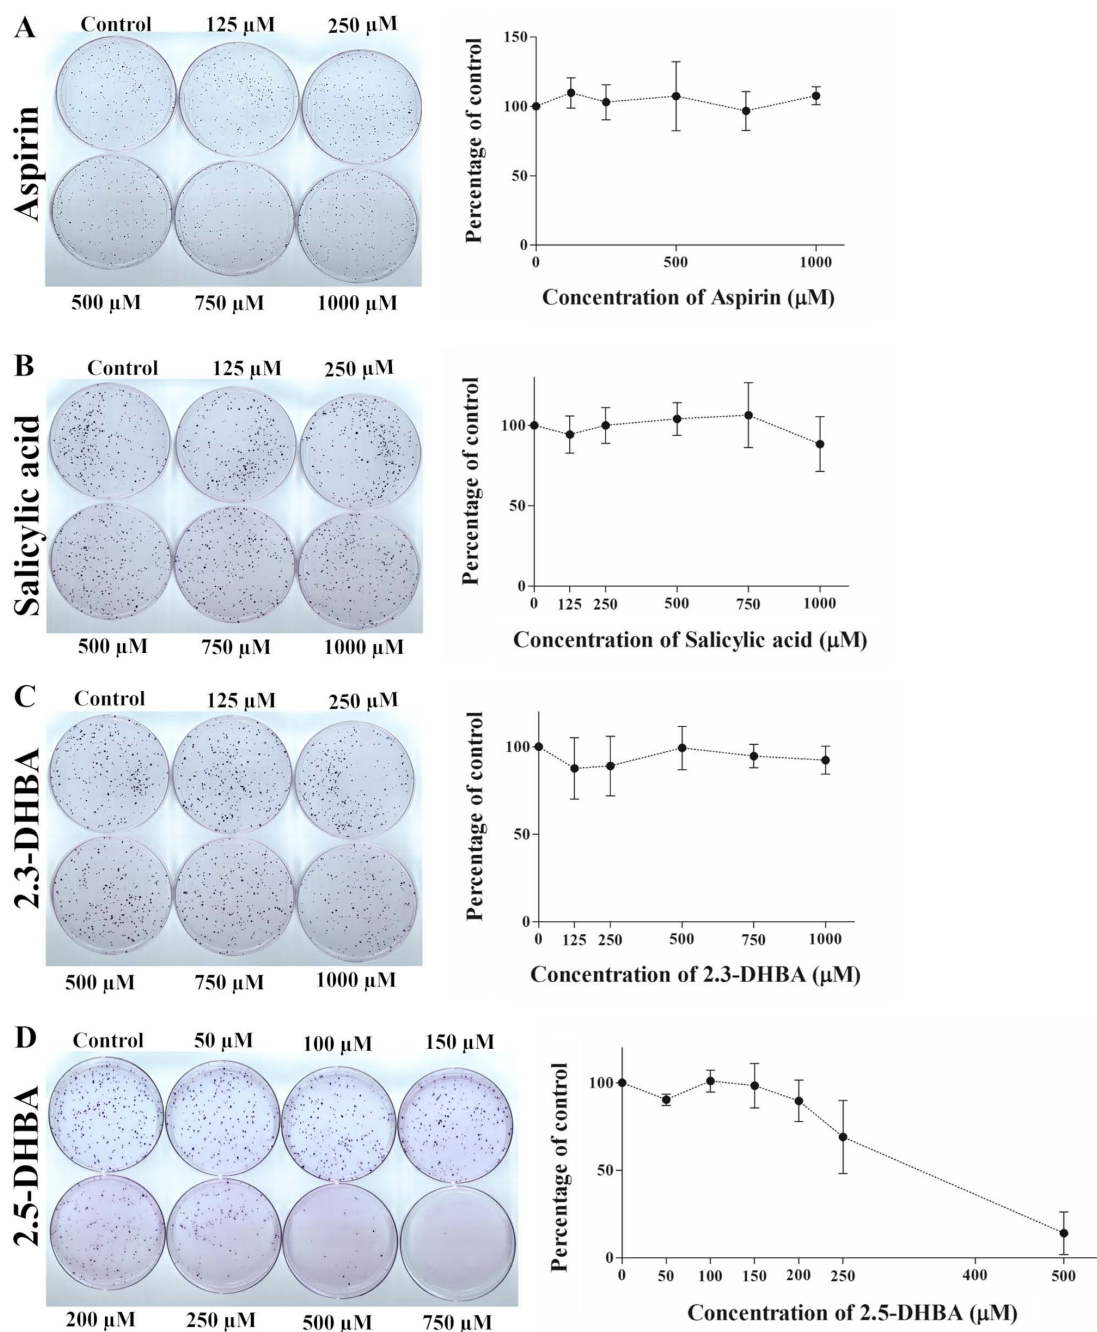 A
Control 125 µM 250 µM
Aspirin
500 µM 750 µM 1000 µM
Percentage of control
150
100
50
0
0 500 1000
Concentration of Aspirin (µM)
B
Control 125 µM 250 µM
Salicylic acid
500 µM 750 µM 1000 µM
Percentage of control
100
50
0
0 125 250 500 750 1000
Concentration of Salicylic acid (µM)
C
Control 125 µM 250 µM
2.3-DHBA
500 µM 750 µM 1000 µM
Percentage of control
100
50
0
0 125 250 500 750 1000
Concentration of 2.3-DHBA (µM)
D
Control 50 µM 100 µM 150 µM
2.5-DHBA
200 µM 250 µM 500 µM 750 µM
Percentage of control
100
50
0
0 50 100 150 200 250 400 500
Concentration of 2.5-DHBA (µM)